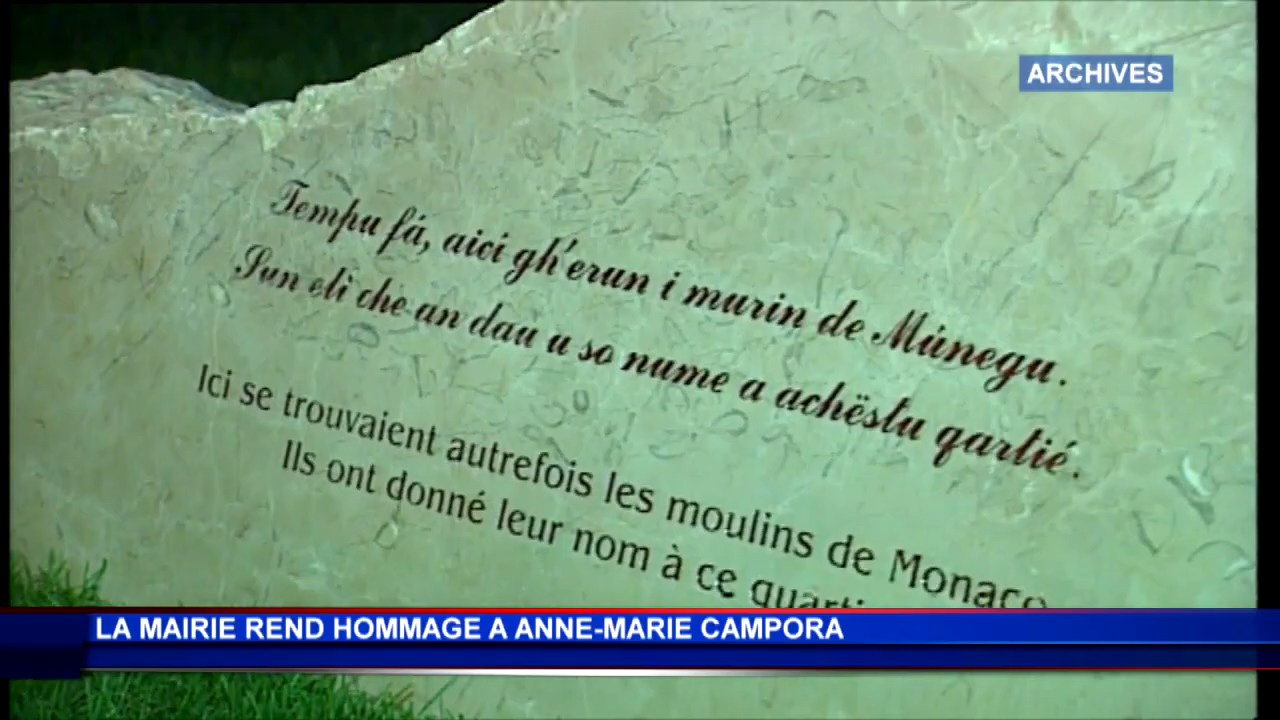 ARCHIVES
Tempu fá, aici gh'erun i murin de Múnegu.
Sun eli che an dau u so nume a achëstu qartié.
Ici se trouvaient autrefois les moulins de Monaco
Ils ont donné leur nom à ce
LA MAIRIE REND HOMMAGE A ANNE-MARIE CAMPORA